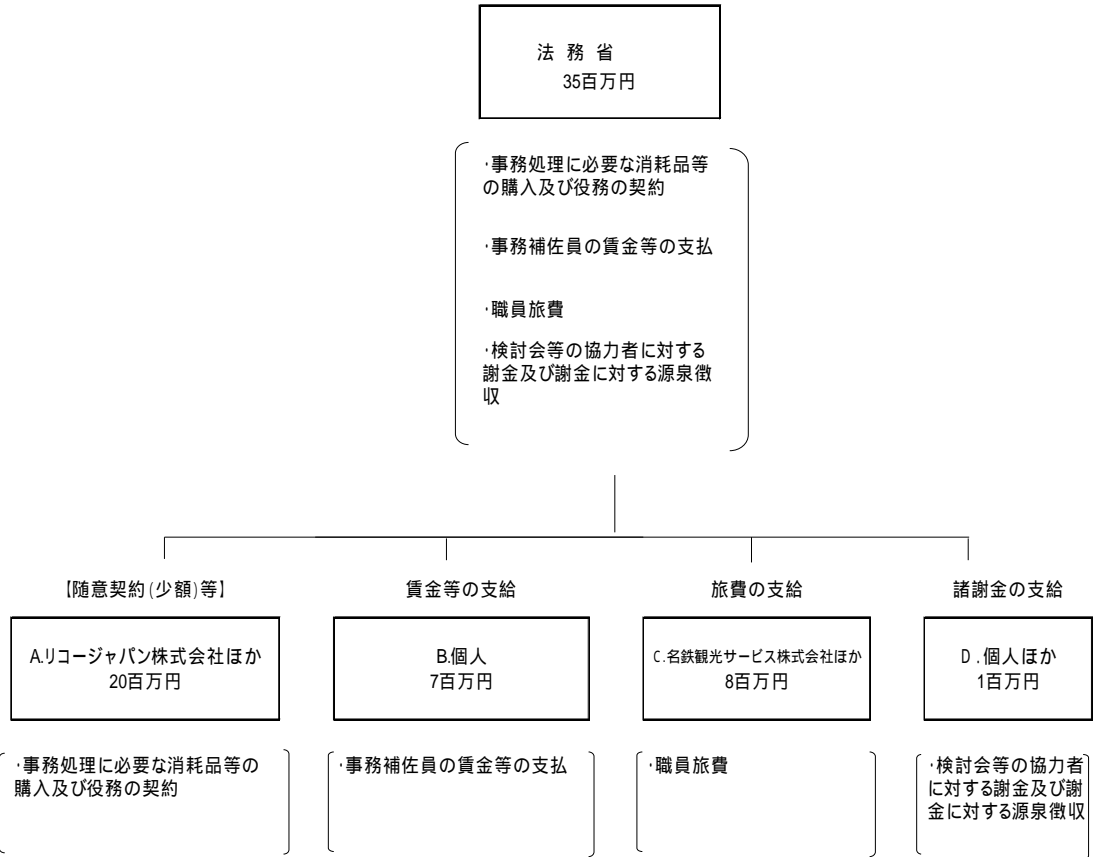 法 務 省
35百万円
・事務処理に必要な消耗品等
の購入及び役務の契約
・事務補佐員の賃金等の支払
・職員旅費
・検討会等の協力者に対する
謝金及び謝金に対する源泉徴
収
【随意契約(少額)等】
賃金等の支給
旅費の支給
諸謝金の支給
A.リコージャパン株式会社ほか
20百万円
B.個人
7百万円
C.名鉄観光サービス株式会社ほか
8百万円
D.個人ほか
1百万円
・事務処理に必要な消耗品等の
購入及び役務の契約
・事務補佐員の賃金等の支払
・職員旅費
・検討会等の協力者
に対する謝金及び謝
金に対する源泉徴収